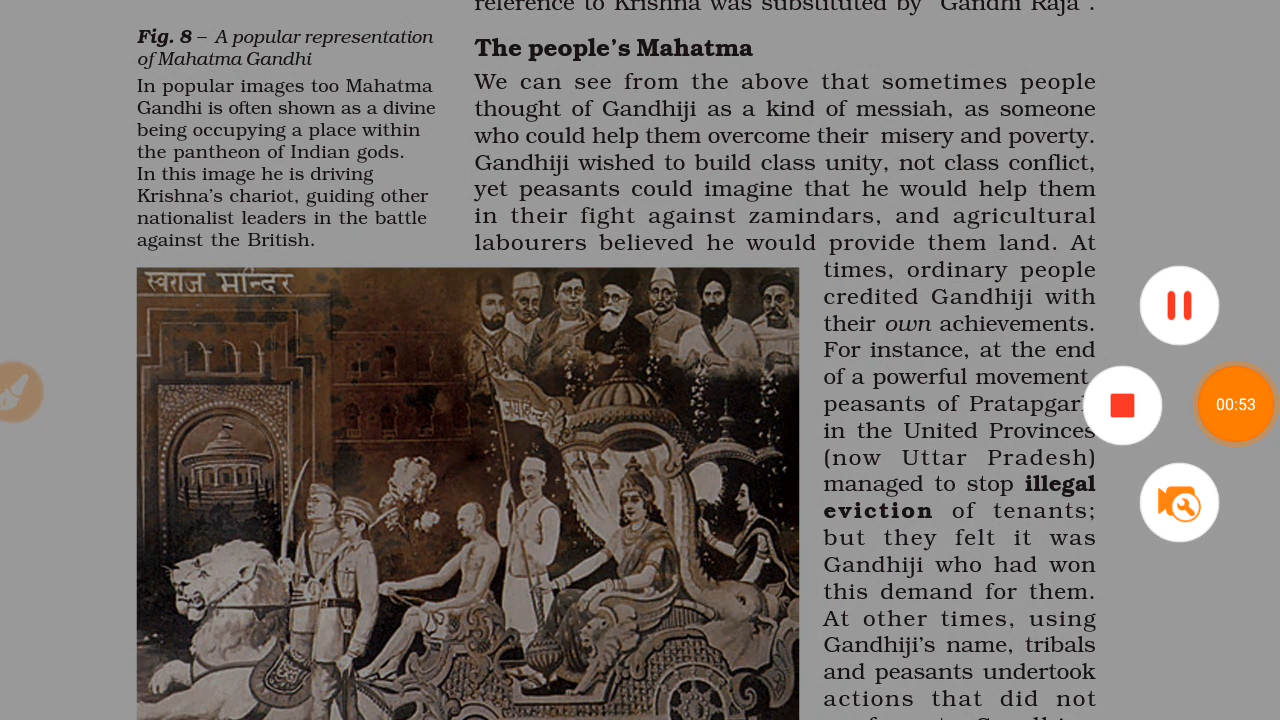 reference to Krishna was substituted by "Gandhi Raja".
Fig. 8 – A popular representation
of Mahatma Gandhi
In popular images too Mahatma
Gandhi is often shown as a divine
being occupying a place within
the pantheon of Indian gods.
In this image he is driving
Krishna's chariot, guiding other
nationalist leaders in the battle
against the British.
The people's Mahatma
We can see from the above that sometimes people
thought of Gandhiji as a kind of messiah, as someone
who could help them overcome their misery and poverty.
Gandhiji wished to build class unity, not class conflict,
yet peasants could imagine that he would help them
in their fight against zamindars, and agricultural
labourers believed he would provide them land. At
times, ordinary people
credited Gandhiji with
their own achievements.
For instance, at the end
of a powerful movement,
peasants of Pratapgarh
in the United Provinces
(now Uttar Pradesh)
managed to stop illegal
eviction of tenants;
but they felt it was
Gandhiji who had won
this demand for them.
At other times, using
Gandhiji's name, tribals
and peasants undertook
actions that did not
स्वराज मन्दिर
जयहिन्द
00:53